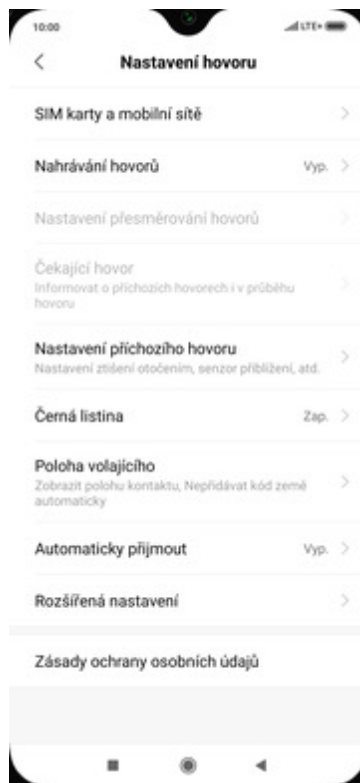 10:00
LTE+
Nastavení hovoru
SIM karty a mobilní sítě
Nahrávání hovorů Vyp.
Nastavení přesměrování hovorů
Čekající hovor
Informovat o příchozích hovorech i v průběhu
hovoru
Nastavení příchozího hovoru
Nastavení ztišení otočením, senzor přiblížení, atd.
Černá listina Zap.
Poloha volajícího
Zobrazit polohu kontaktu, Nepřidávat kód země
automaticky
Automaticky přijmout Vyp.
Rozšířená nastavení
Zásady ochrany osobních údajů